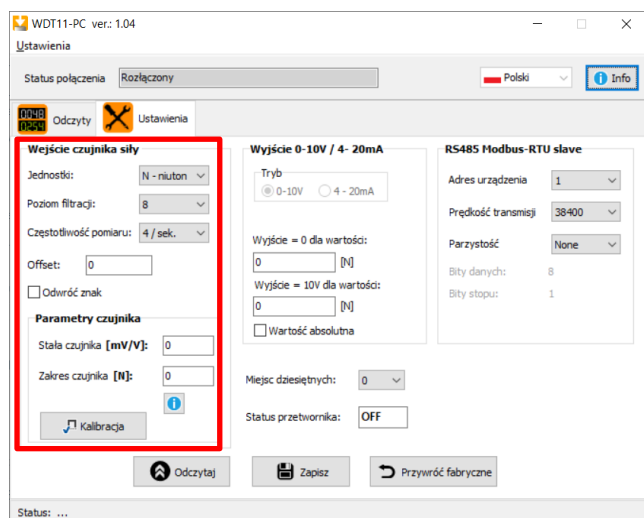 WDT11-PC ver.: 1.04
Ustawienia
Status połączenia Rozłączony Polski Info
0048
0254
Odczyty Ustawienia
Wejście czujnika siły
Jednostki: N - niuton
Poziom filtracji: 8
Częstotliwość pomiaru: 4 / sek.
Offset: 0
Odwróć znak
Parametry czujnika
Stała czujnika [mV/V]: 0
Zakres czujnika [N]: 0
Kalibracja
Wyjście 0-10V / 4- 20mA
Tryb
0-10V 4 - 20mA
Wyjście = 0 dla wartości:
0 [N]
Wyjście = 10V dla wartości:
0 [N]
Wartość absolutna
Miejsc dziesiętnych: 0
Status przetwornika: OFF
RS485 Modbus-RTU slave
Adres urządzenia 1
Prędkość transmisji 38400
Parzystość None
Bity danych: 8
Bity stopu: 1
Odczytaj Zapisz Przywróć fabryczne
Status: ...